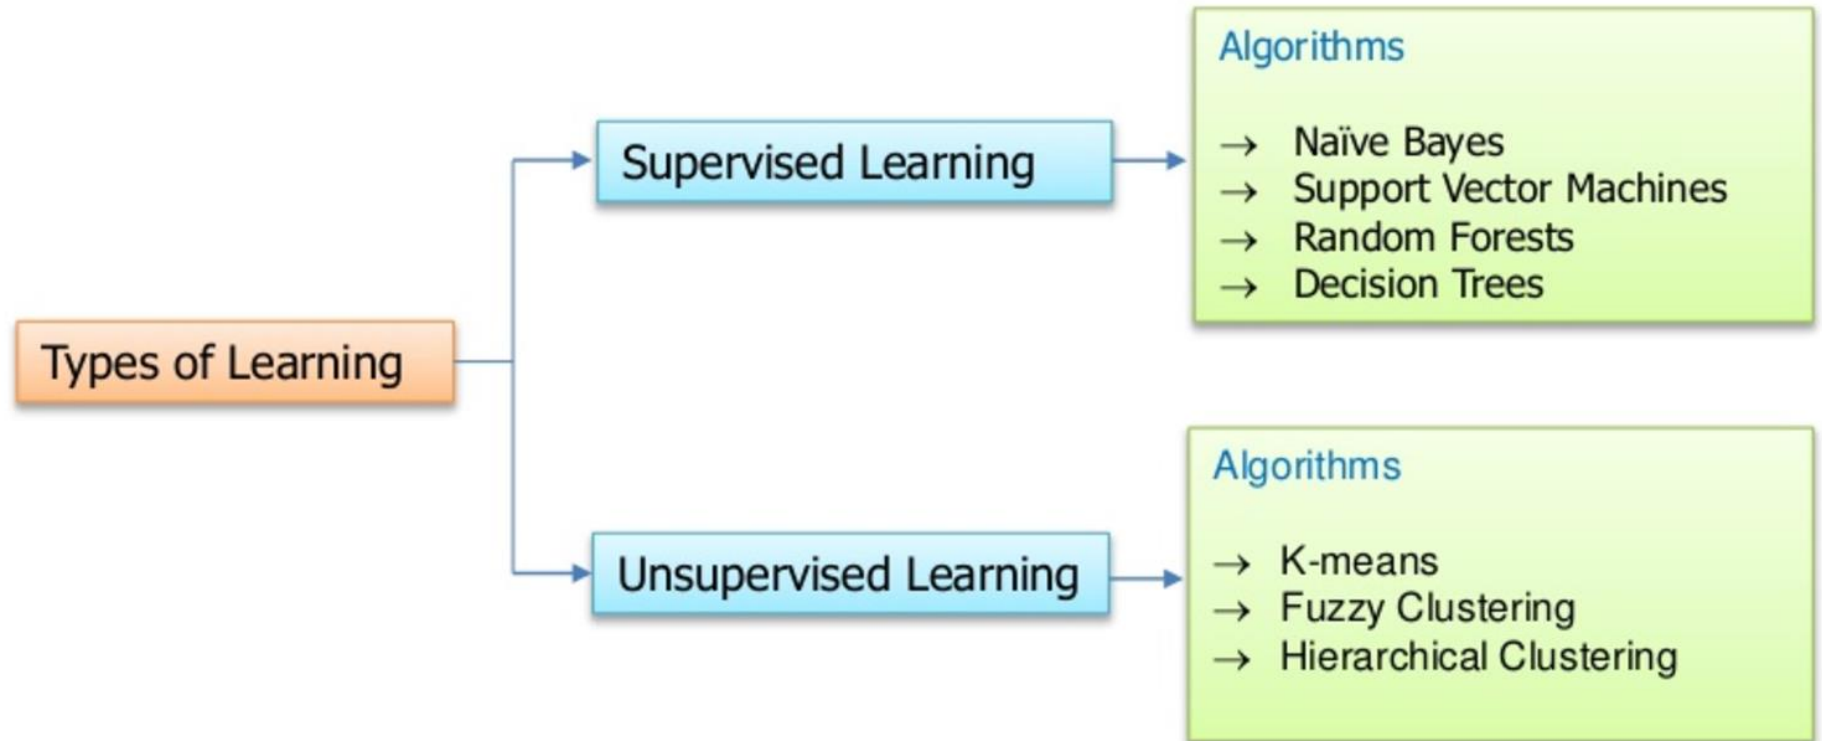 Types of Learning
Supervised Learning
Algorithms
→ Naïve Bayes
→ Support Vector Machines
→ Random Forests
→ Decision Trees
Unsupervised Learning
Algorithms
→ K-means
→ Fuzzy Clustering
→ Hierarchical Clustering